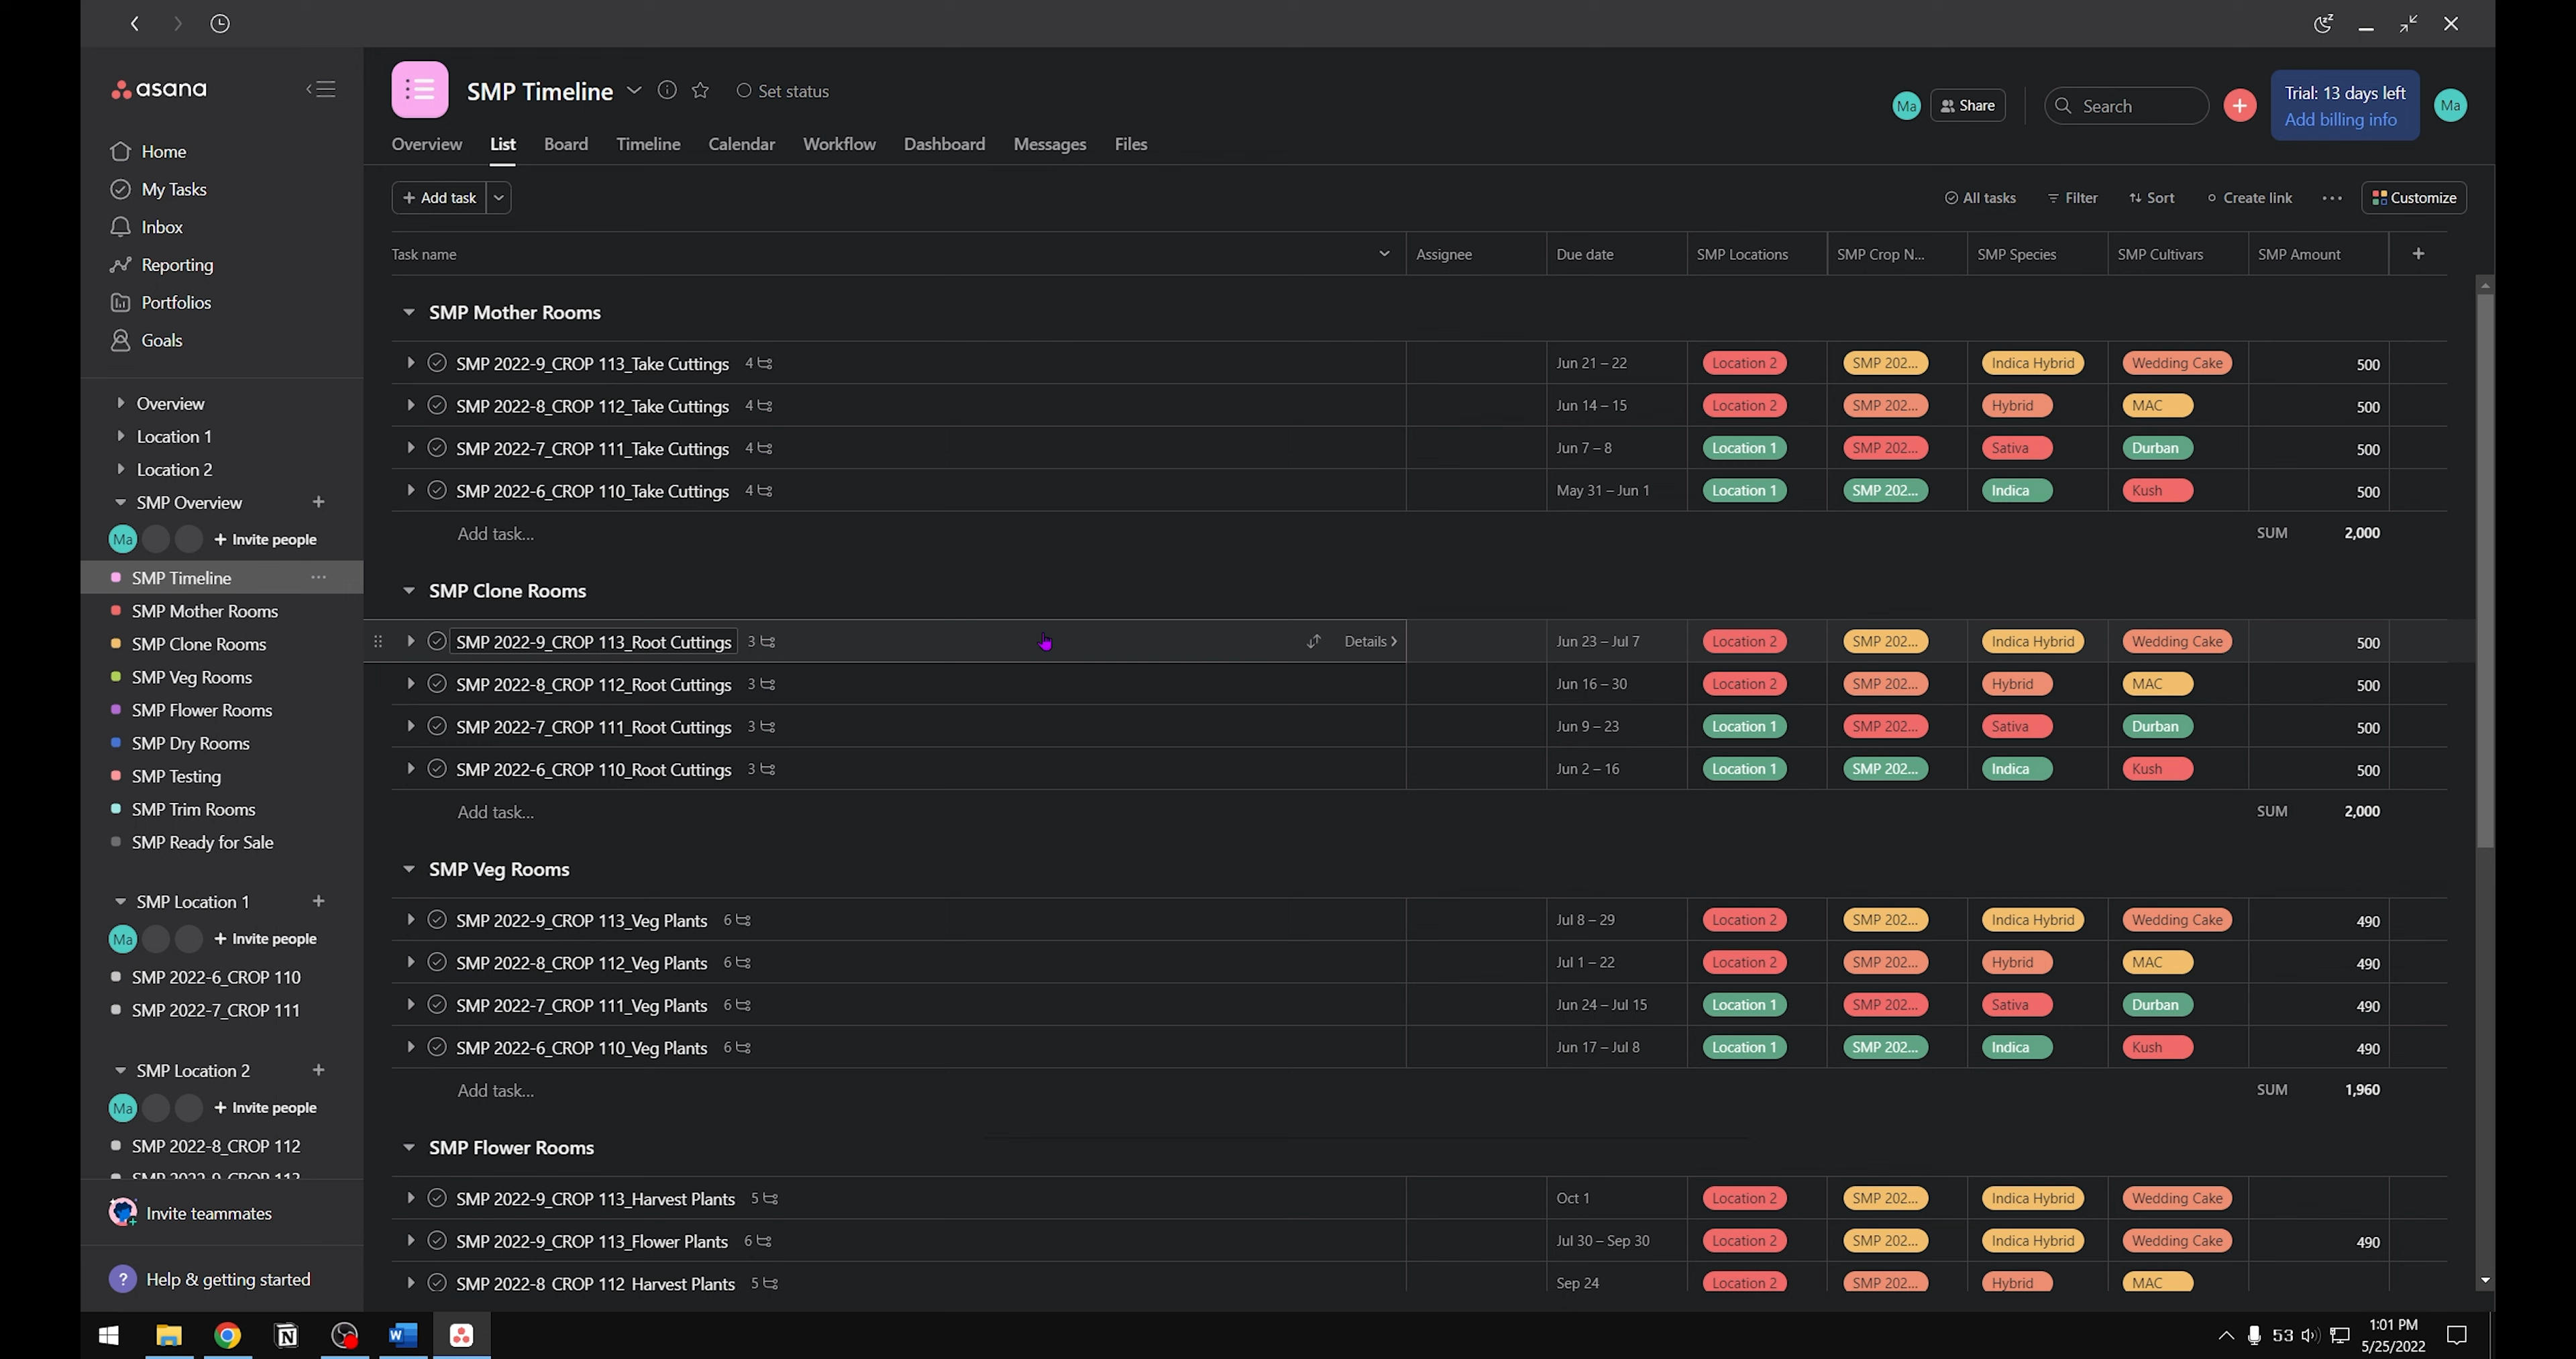 asana
SMP Timeline
Set status
Ma
Share
Search
Trial: 13 days left
Add billing info
Ma
Overview List Board Timeline Calendar Workflow Dashboard Messages Files
Home
My Tasks
Inbox
Reporting
Portfolios
Goals
Overview
Location 1
Location 2
SMP Overview +
Ma + Invite people
SMP Timeline
SMP Mother Rooms
SMP Clone Rooms
SMP Veg Rooms
SMP Flower Rooms
SMP Dry Rooms
SMP Testing
SMP Trim Rooms
SMP Ready for Sale
SMP Location 1 +
Ma + Invite people
SMP 2022-6_CROP 110
SMP 2022-7_CROP 111
SMP Location 2 +
Ma + Invite people
SMP 2022-8_CROP 112
SMP 2022-9_CROP 113
Invite teammates
? Help & getting started
+ Add task
All tasks Filter Sort Create link ... Customize
Task name Assignee Due date SMP Locations SMP Crop N... SMP Species SMP Cultivars SMP Amount +
SMP Mother Rooms
SMP 2022-9_CROP 113_Take Cuttings 4 Jun 21 – 22 Location 2 SMP 202... Indica Hybrid Wedding Cake 500
SMP 2022-8_CROP 112_Take Cuttings 4 Jun 14 – 15 Location 2 SMP 202... Hybrid MAC 500
SMP 2022-7_CROP 111_Take Cuttings 4 Jun 7 – 8 Location 1 SMP 202... Sativa Durban 500
SMP 2022-6_CROP 110_Take Cuttings 4 May 31 – Jun 1 Location 1 SMP 202... Indica Kush 500
Add task... SUM 2,000
SMP Clone Rooms
SMP 2022-9_CROP 113_Root Cuttings 3 Details Jun 23 – Jul 7 Location 2 SMP 202... Indica Hybrid Wedding Cake 500
SMP 2022-8_CROP 112_Root Cuttings 3 Jun 16 – 30 Location 2 SMP 202... Hybrid MAC 500
SMP 2022-7_CROP 111_Root Cuttings 3 Jun 9 – 23 Location 1 SMP 202... Sativa Durban 500
SMP 2022-6_CROP 110_Root Cuttings 3 Jun 2 – 16 Location 1 SMP 202... Indica Kush 500
Add task... SUM 2,000
SMP Veg Rooms
SMP 2022-9_CROP 113_Veg Plants 6 Jul 8 – 29 Location 2 SMP 202... Indica Hybrid Wedding Cake 490
SMP 2022-8_CROP 112_Veg Plants 6 Jul 1 – 22 Location 2 SMP 202... Hybrid MAC 490
SMP 2022-7_CROP 111_Veg Plants 6 Jun 24 – Jul 15 Location 1 SMP 202... Sativa Durban 490
SMP 2022-6_CROP 110_Veg Plants 6 Jun 17 – Jul 8 Location 1 SMP 202... Indica Kush 490
Add task... SUM 1,960
SMP Flower Rooms
SMP 2022-9_CROP 113_Harvest Plants 5 Oct 1 Location 2 SMP 202... Indica Hybrid Wedding Cake
SMP 2022-9_CROP 113_Flower Plants 6 Jul 30 – Sep 30 Location 2 SMP 202... Indica Hybrid Wedding Cake 490
SMP 2022-8_CROP 112_Harvest Plants 5 Sep 24 Location 2 SMP 202... Hybrid MAC
53
1:01 PM
5/25/2022